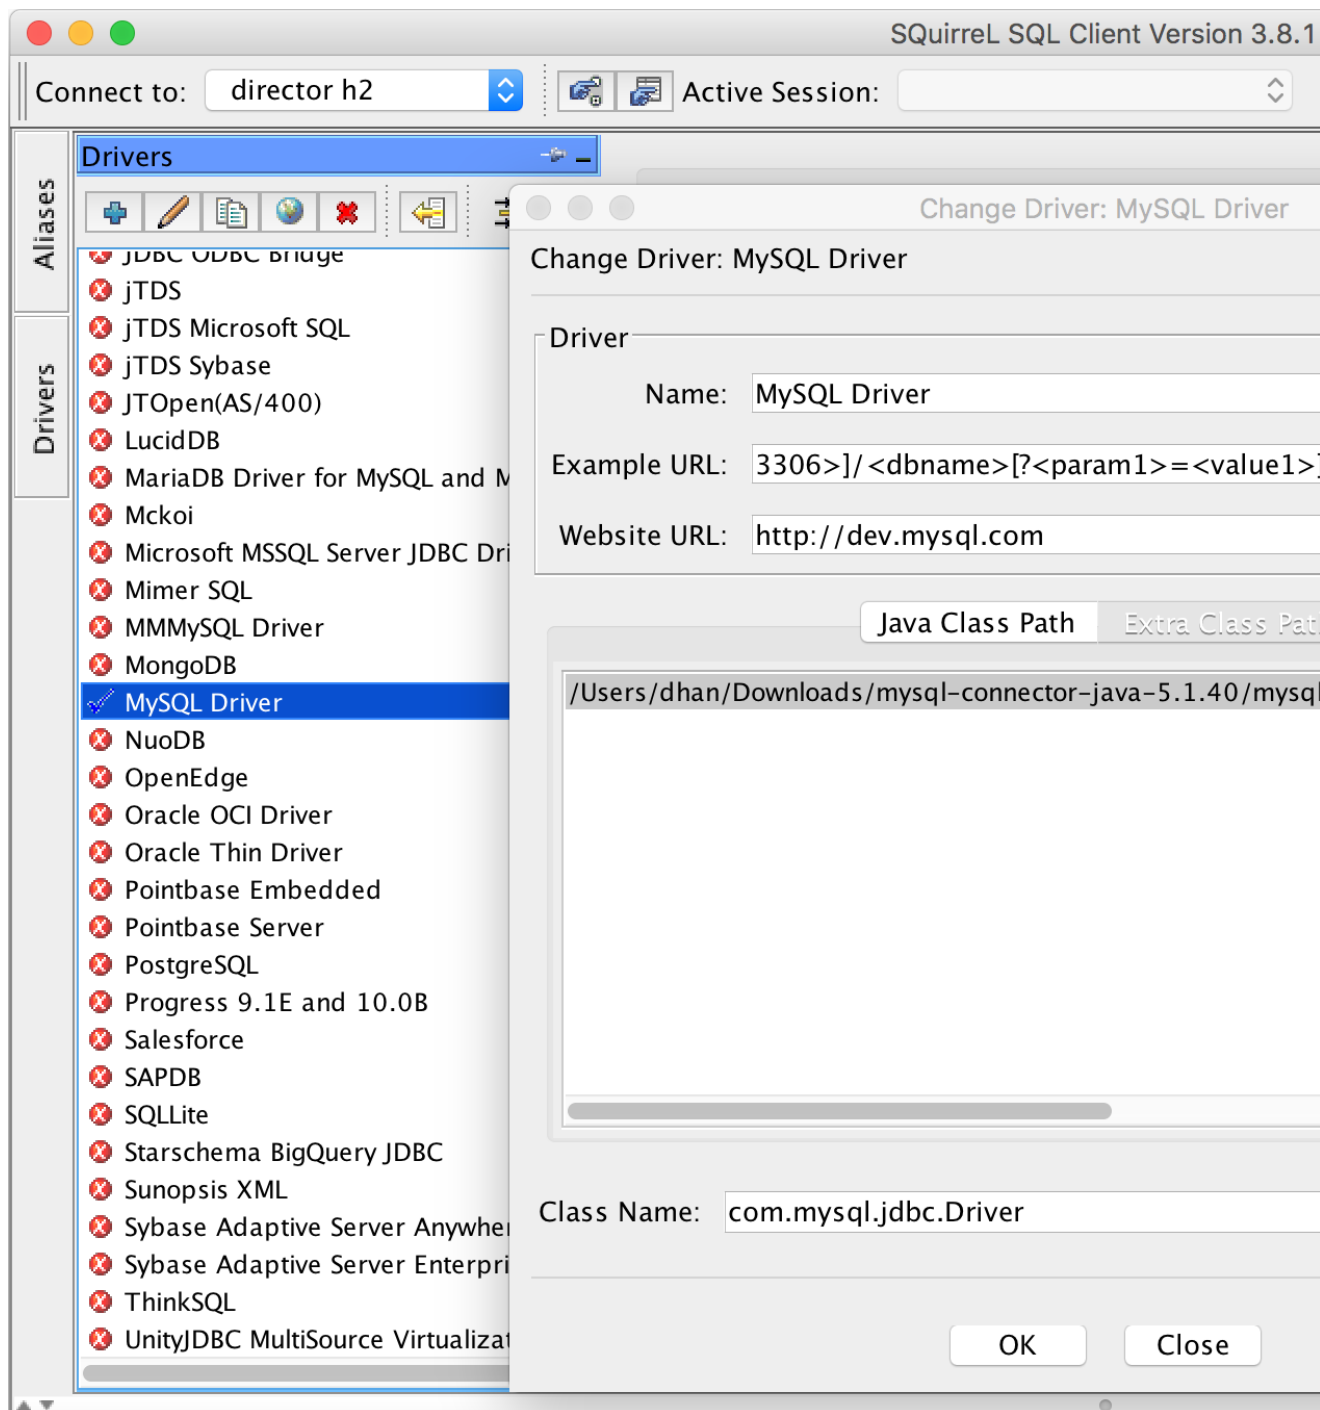 SQuirreL SQL Client Version 3.8.1
Connect to: director h2 Active Session:
Aliases
Drivers
Drivers
JDBC ODBC Bridge
jTDS
jTDS Microsoft SQL
jTDS Sybase
JTOpen(AS/400)
LucidDB
MariaDB Driver for MySQL and M
Mckoi
Microsoft MSSQL Server JDBC Dri
Mimer SQL
MMMySQL Driver
MongoDB
MySQL Driver
NuoDB
OpenEdge
Oracle OCI Driver
Oracle Thin Driver
Pointbase Embedded
Pointbase Server
PostgreSQL
Progress 9.1E and 10.0B
Salesforce
SAPDB
SQLLite
Starschema BigQuery JDBC
Sunopsis XML
Sybase Adaptive Server Anywhe
Sybase Adaptive Server Enterpri
ThinkSQL
UnityJDBC MultiSource Virtualizat
Change Driver: MySQL Driver
Change Driver: MySQL Driver
Driver
Name: MySQL Driver
Example URL: 3306>]/<dbname>[?<param1>=<value1>]
Website URL: http://dev.mysql.com
Java Class Path Extra Class Pat
/Users/dhan/Downloads/mysql-connector-java-5.1.40/mysql
Class Name: com.mysql.jdbc.Driver
OK Close